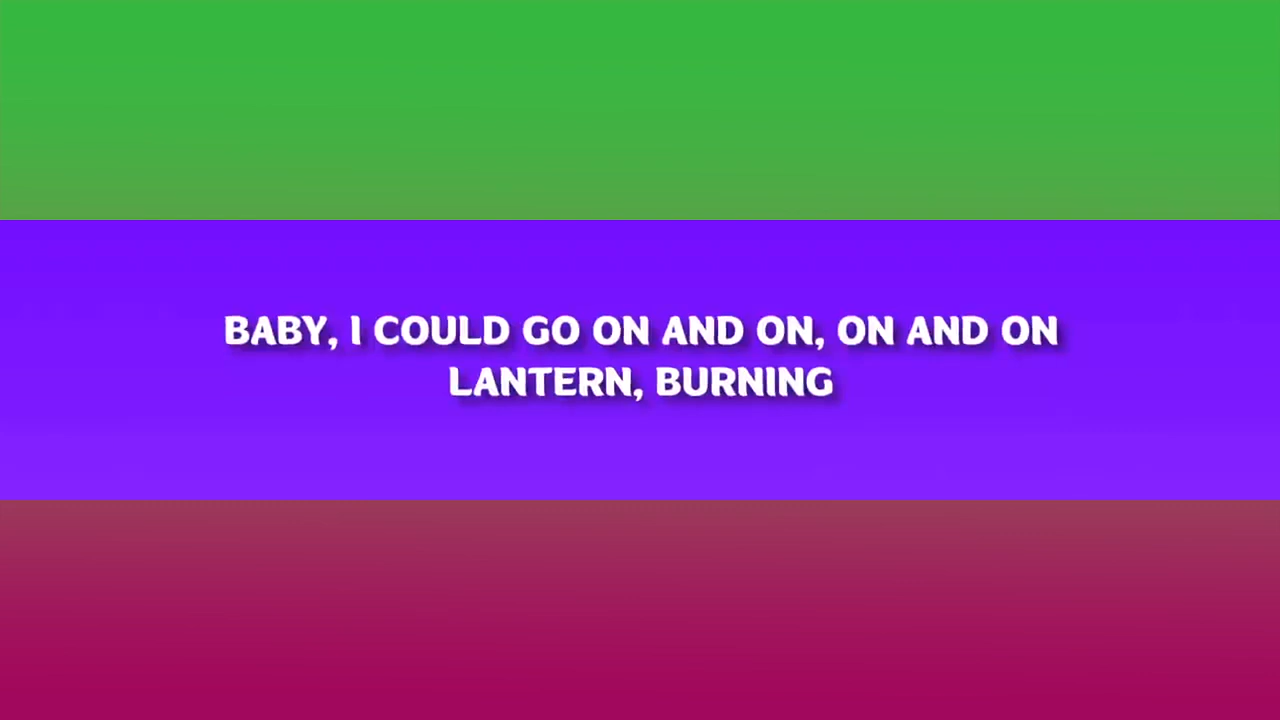 BABY, I COULD GO ON AND ON, ON AND ON
LANTERN, BURNING